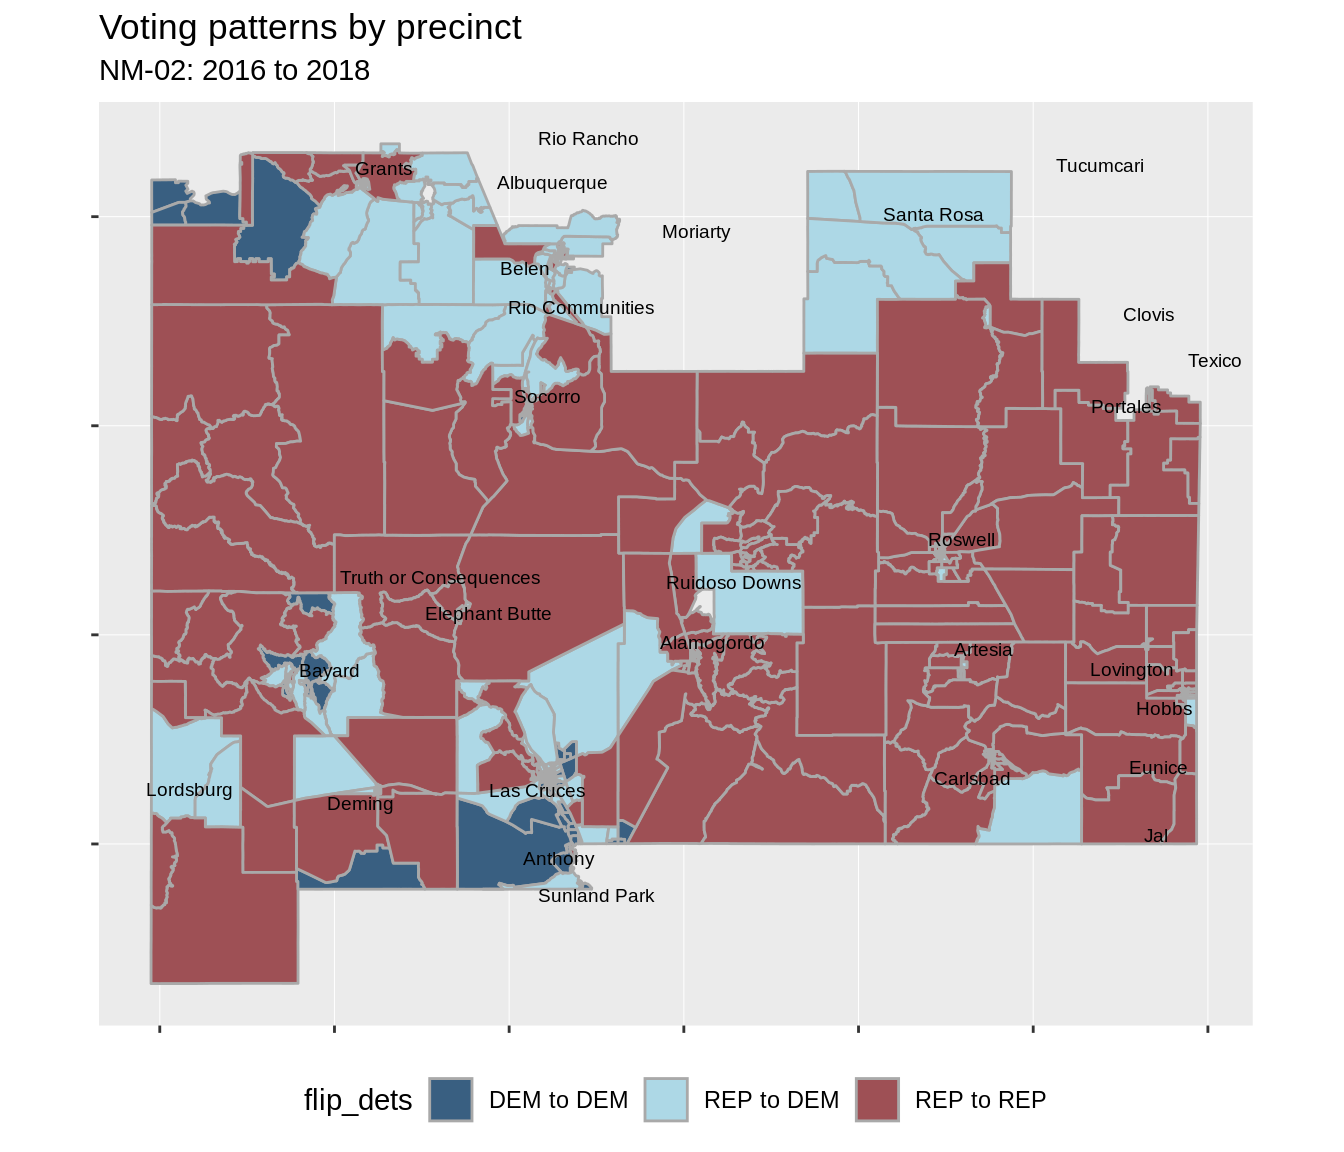 Voting patterns by precinct
NM-02: 2016 to 2018
Rio Rancho
Tucumcari
Grants
Albuquerque
Santa Rosa
Moriarty
Belen
Rio Communities
Clovis
Texico
Socorro
Portales
Roswell
Truth or Consequences
Ruidoso Downs
Elephant Butte
Alamogordo
Artesia
Bayard
Lovington
Hobbs
Eunice
Carlsbad
Lordsburg
Las Cruces
Deming
Jal
Anthony
Sunland Park
flip_dets DEM to DEM REP to DEM REP to REP